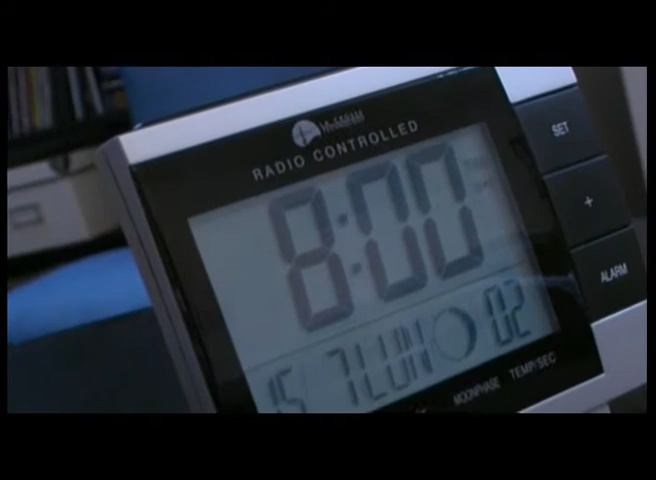 RADIO CONTROLLED
SET
8:00
+
ALARM
15 7 LUN 02
MOONPHASE TEMP/SEC